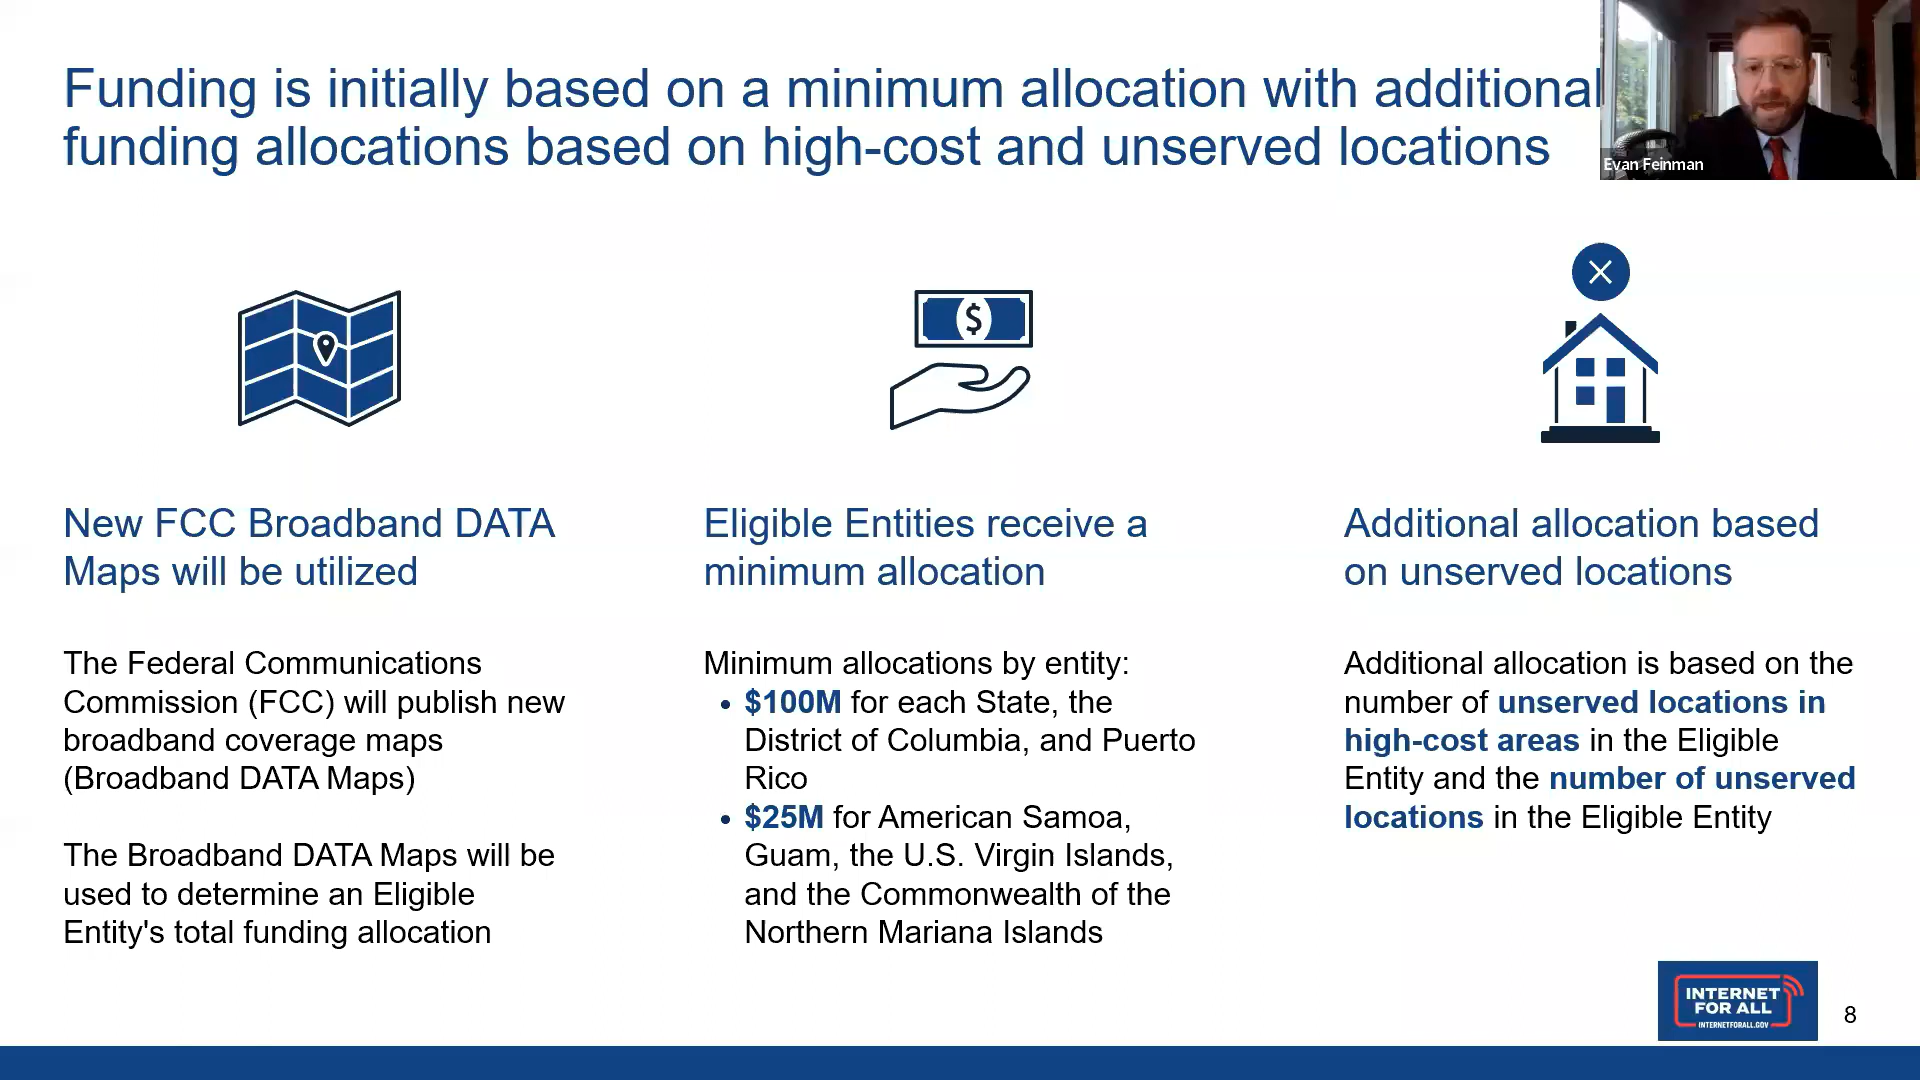 Funding is initially based on a minimum allocation with additional
funding allocations based on high-cost and unserved locations
Evan Feinman
$
New FCC Broadband DATA
Maps will be utilized
The Federal Communications
Commission (FCC) will publish new
broadband coverage maps
(Broadband DATA Maps)
The Broadband DATA Maps will be
used to determine an Eligible
Entity's total funding allocation
Eligible Entities receive a
minimum allocation
Minimum allocations by entity:
• $100M for each State, the
District of Columbia, and Puerto
Rico
• $25M for American Samoa,
Guam, the U.S. Virgin Islands,
and the Commonwealth of the
Northern Mariana Islands
Additional allocation based
on unserved locations
Additional allocation is based on the
number of unserved locations in
high-cost areas in the Eligible
Entity and the number of unserved
locations in the Eligible Entity
INTERNET
FOR ALL
INTERNETFORALL.GOV
8